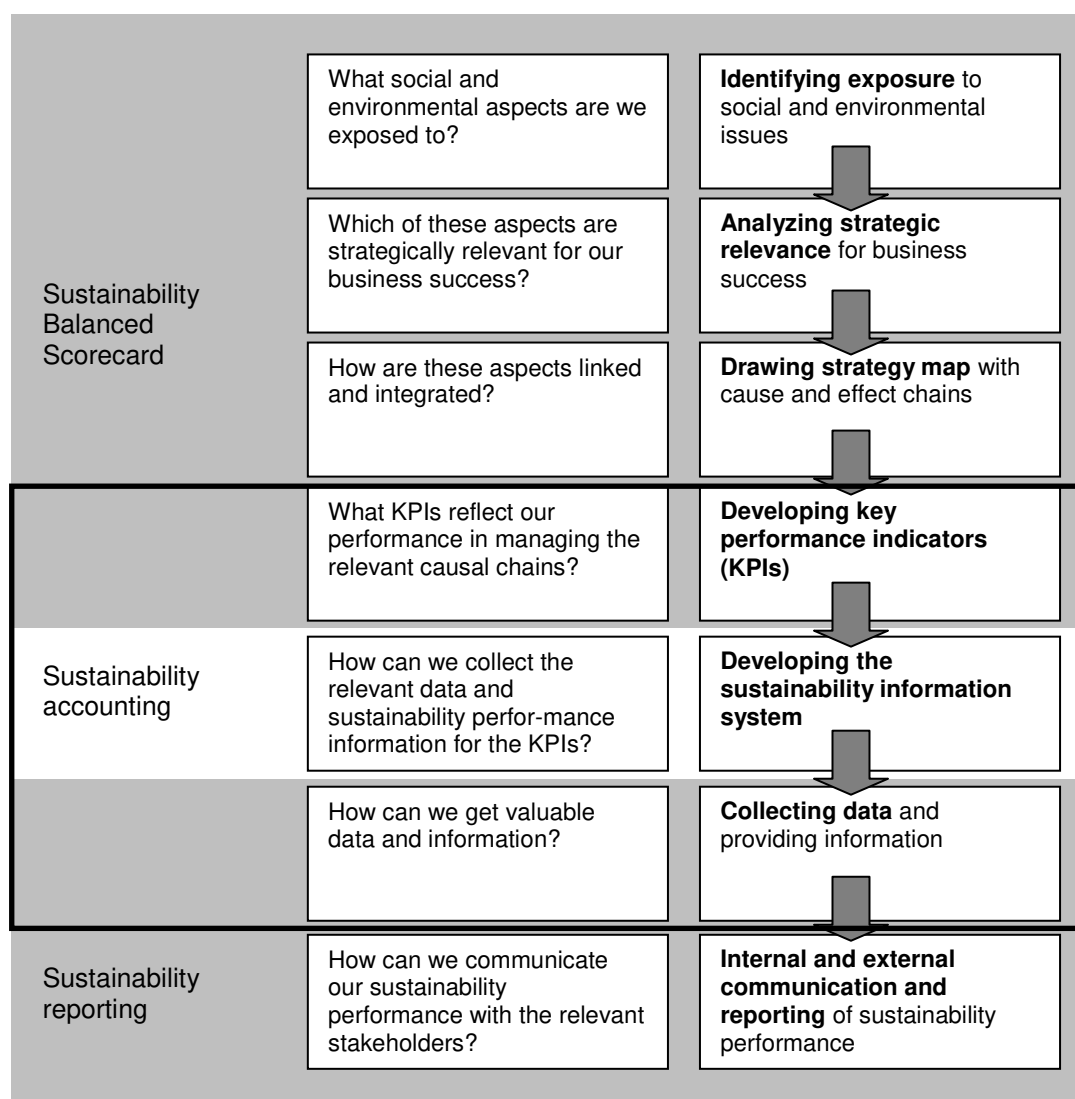 What social and
environmental aspects are we
exposed to?
Identifying exposure to
social and environmental
issues
Sustainability
Balanced
Scorecard
Which of these aspects are
strategically relevant for our
business success?
Analyzing strategic
relevance for business
success
How are these aspects linked
and integrated?
Drawing strategy map with
cause and effect chains
What KPIs reflect our
performance in managing the
relevant causal chains?
Developing key
performance indicators
(KPIs)
Sustainability
accounting
How can we collect the
relevant data and
sustainability perfor-mance
information for the KPIs?
Developing the
sustainability information
system
How can we get valuable
data and information?
Collecting data and
providing information
Sustainability
reporting
How can we communicate
our sustainability
performance with the relevant
stakeholders?
Internal and external
communication and
reporting of sustainability
performance